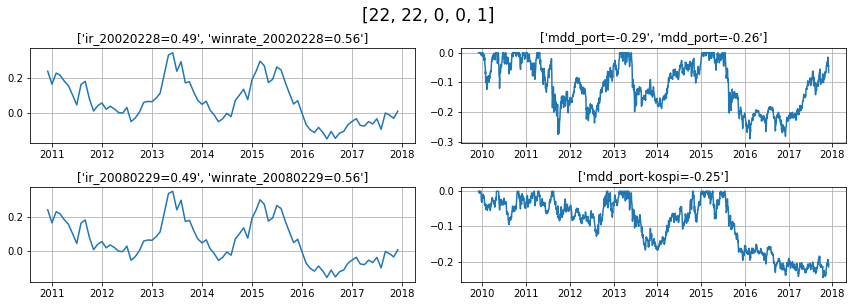 [22, 22, 0, 0, 1]
['ir_20020228=0.49', 'winrate_20020228=0.56']
0.2
0.0
2011 2012 2013 2014 2015 2016 2017 2018
['mdd_port=-0.29', 'mdd_port=-0.26']
0.0
−0.1
−0.2
−0.3
2010 2011 2012 2013 2014 2015 2016 2017 2018
['ir_20080229=0.49', 'winrate_20080229=0.56']
0.2
0.0
2011 2012 2013 2014 2015 2016 2017 2018
['mdd_port-kospi=-0.25']
0.0
−0.1
−0.2
2010 2011 2012 2013 2014 2015 2016 2017 2018